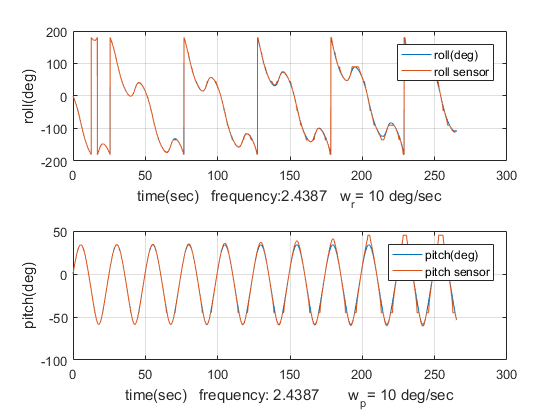 200
100
0
-100
-200
roll(deg)
roll(deg)
roll sensor
0 50 100 150 200 250 300
time(sec) frequency:2.4387 w_r= 10 deg/sec
50
0
-50
-100
pitch(deg)
pitch(deg)
pitch sensor
0 50 100 150 200 250 300
time(sec) frequency: 2.4387 w_p= 10 deg/sec